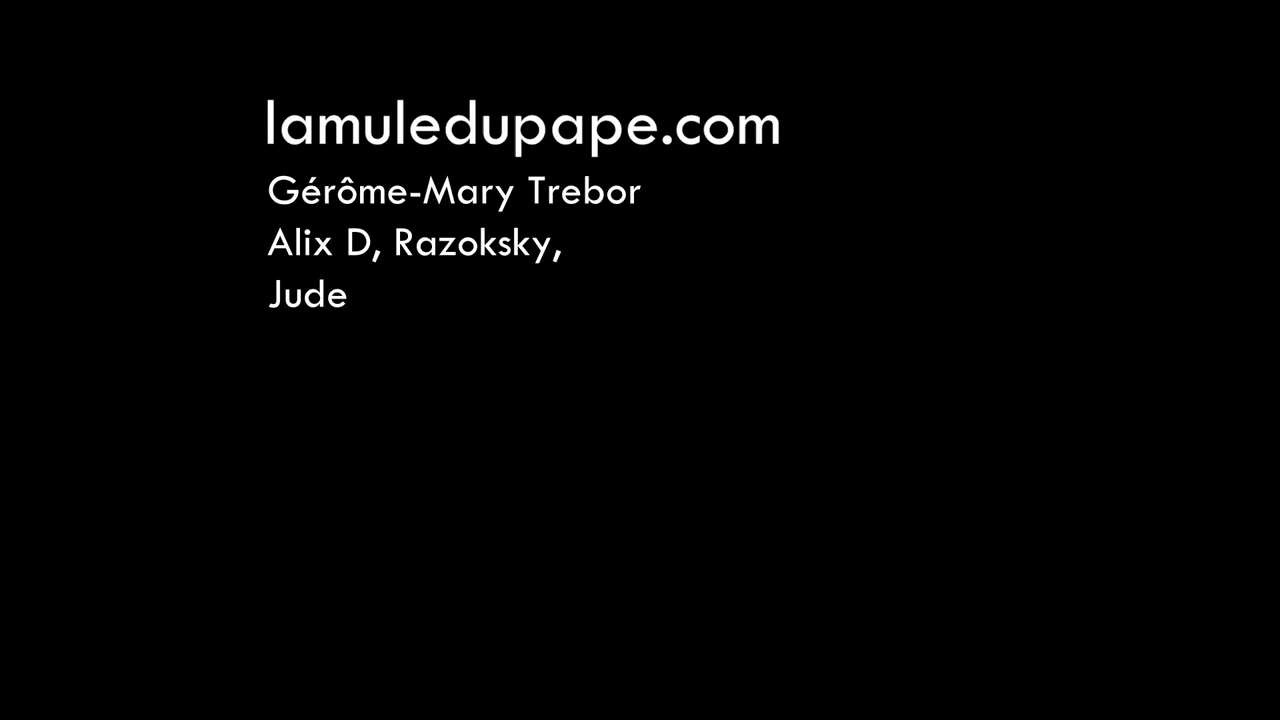 lamuledupape.com
Gérôme-Mary Trebor
Alix D, Razoksky,
Jude